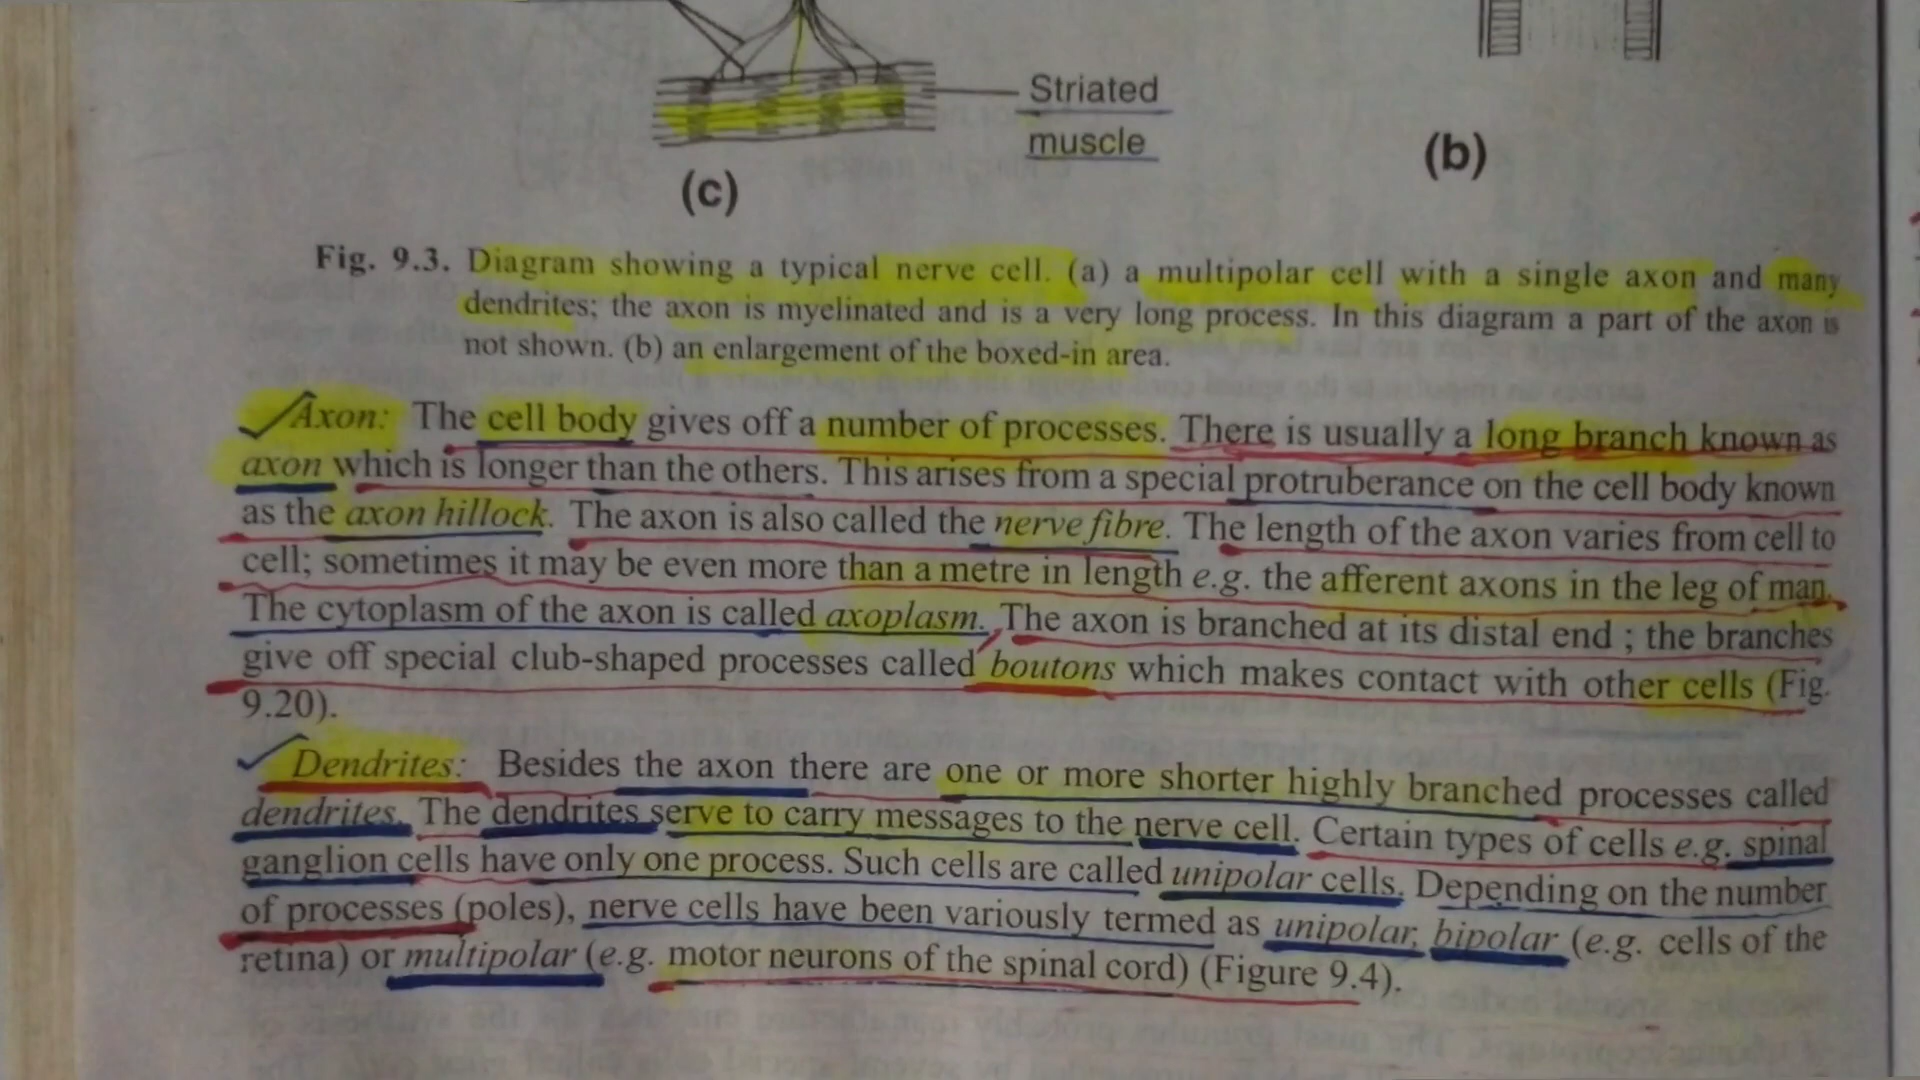 Striated
muscle
(b)
(c)
Fig. 9.3. Diagram showing a typical nerve cell. (a) a multipolar cell with a single axon and many
dendrites; the axon is myelinated and is a very long process. In this diagram a part of the axon is
not shown. (b) an enlargement of the boxed-in area.
Axon: The cell body gives off a number of processes. There is usually a long branch known as
axon which is longer than the others. This arises from a special protruberance on the cell body known
as the axon hillock. The axon is also called the nerve fibre. The length of the axon varies from cell to
cell; sometimes it may be even more than a metre in length e.g. the afferent axons in the leg of man.
The cytoplasm of the axon is called axoplasm. The axon is branched at its distal end ; the branches
give off special club-shaped processes called boutons which makes contact with other cells (Fig.
9.20).
Dendrites: Besides the axon there are one or more shorter highly branched processes called
dendrites. The dendrites serve to carry messages to the nerve cell. Certain types of cells e.g. spinal
ganglion cells have only one process. Such cells are called unipolar cells. Depending on the number
of processes (poles), nerve cells have been variously termed as unipolar, bipolar (e.g. cells of the
retina) or multipolar (e.g. motor neurons of the spinal cord) (Figure 9.4).